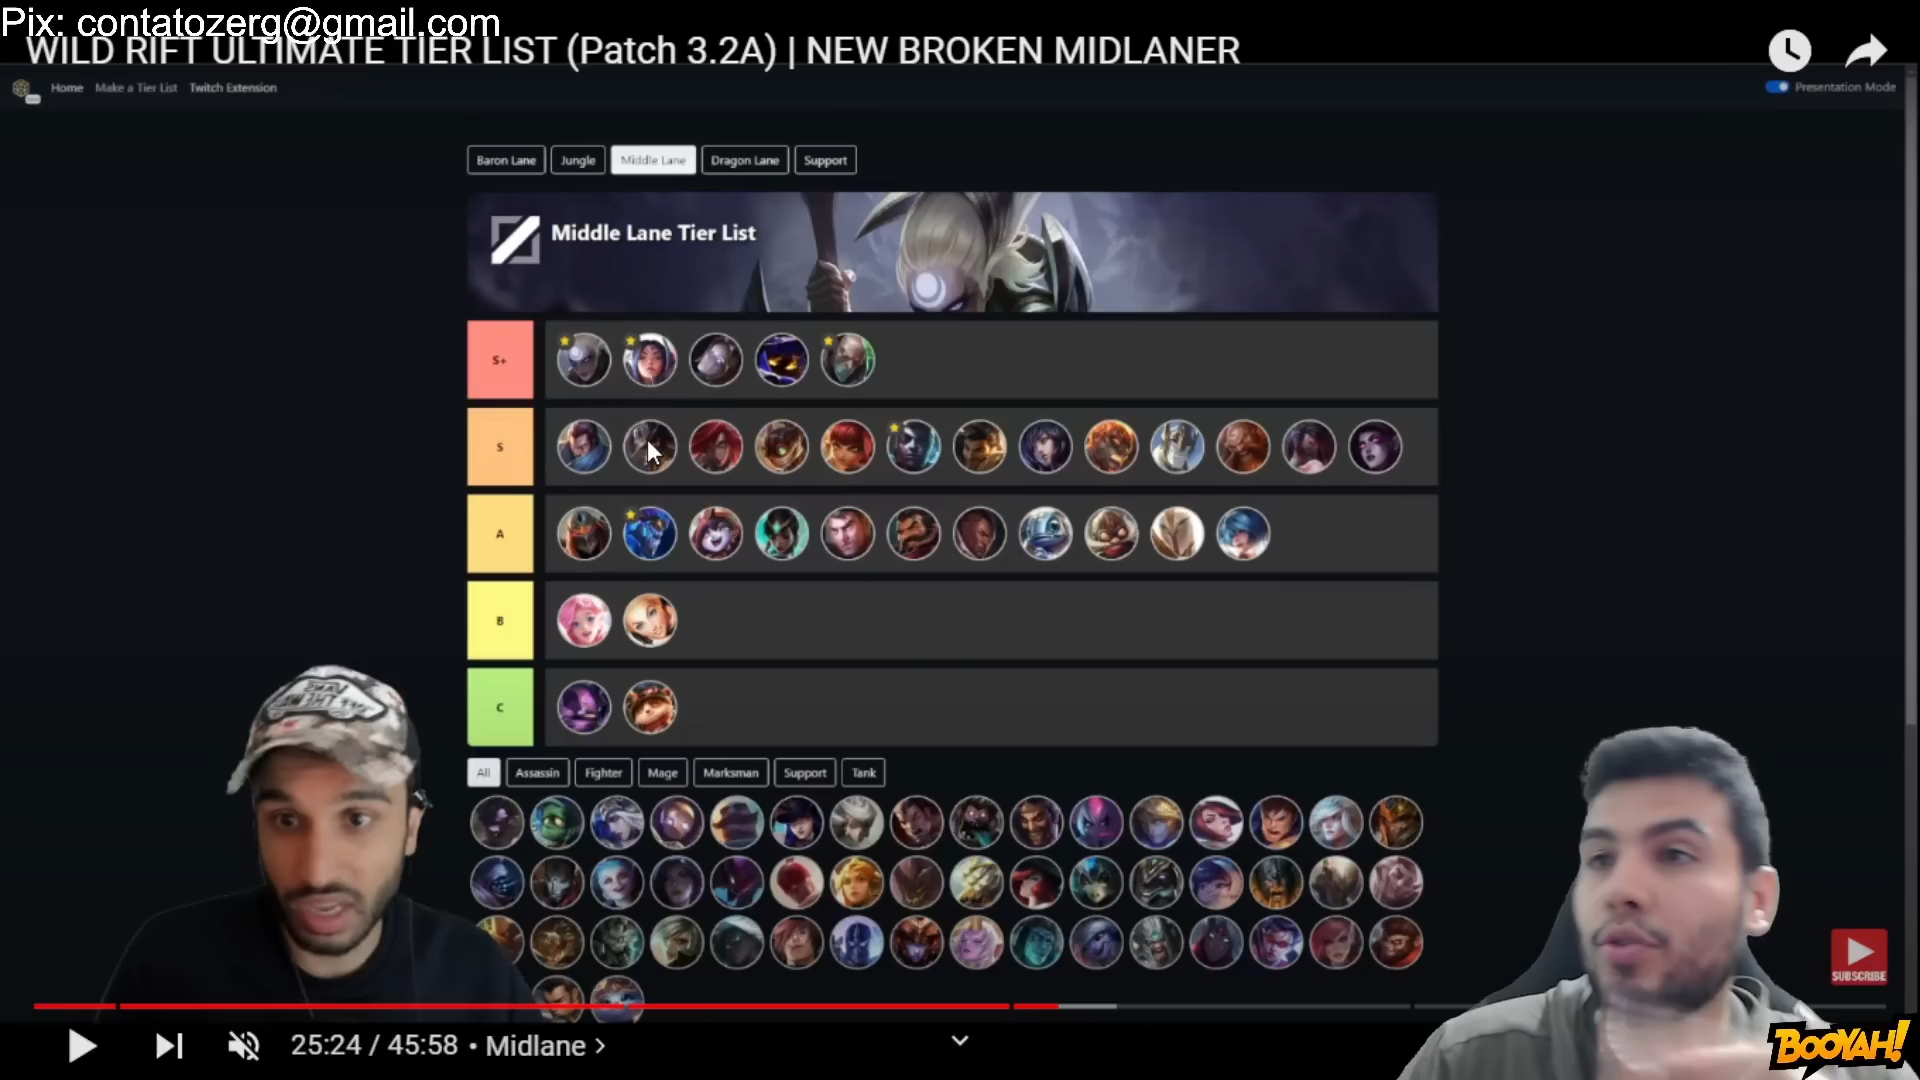 Pix: contatozerg@gmail.com
WILD RIFT ULTIMATE TIER LIST (Patch 3.2A) | NEW BROKEN MIDLANER
Home Make a Tier List Twitch Extension Presentation Mode
Baron Lane Jungle Middle Lane Dragon Lane Support
Middle Lane Tier List
S+
S
A
B
C
All Assassin Fighter Mage Marksman Support Tank
SUBSCRIBE
25:24 / 45:58 • Midlane >
BOOYAH!